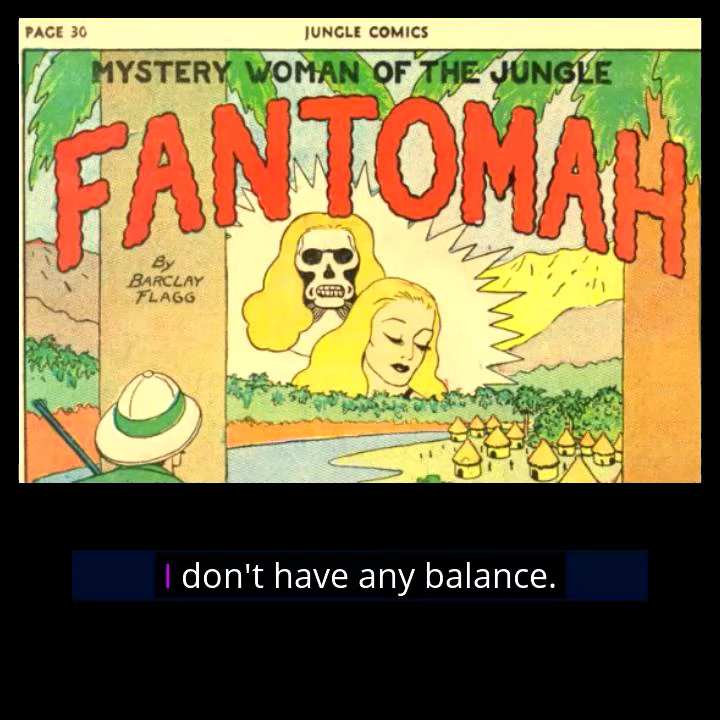 PAGE 30
JUNGLE COMICS
MYSTERY WOMAN OF THE JUNGLE
FANTOMAH
By
BARCLAY
FLAGG
I don't have any balance.